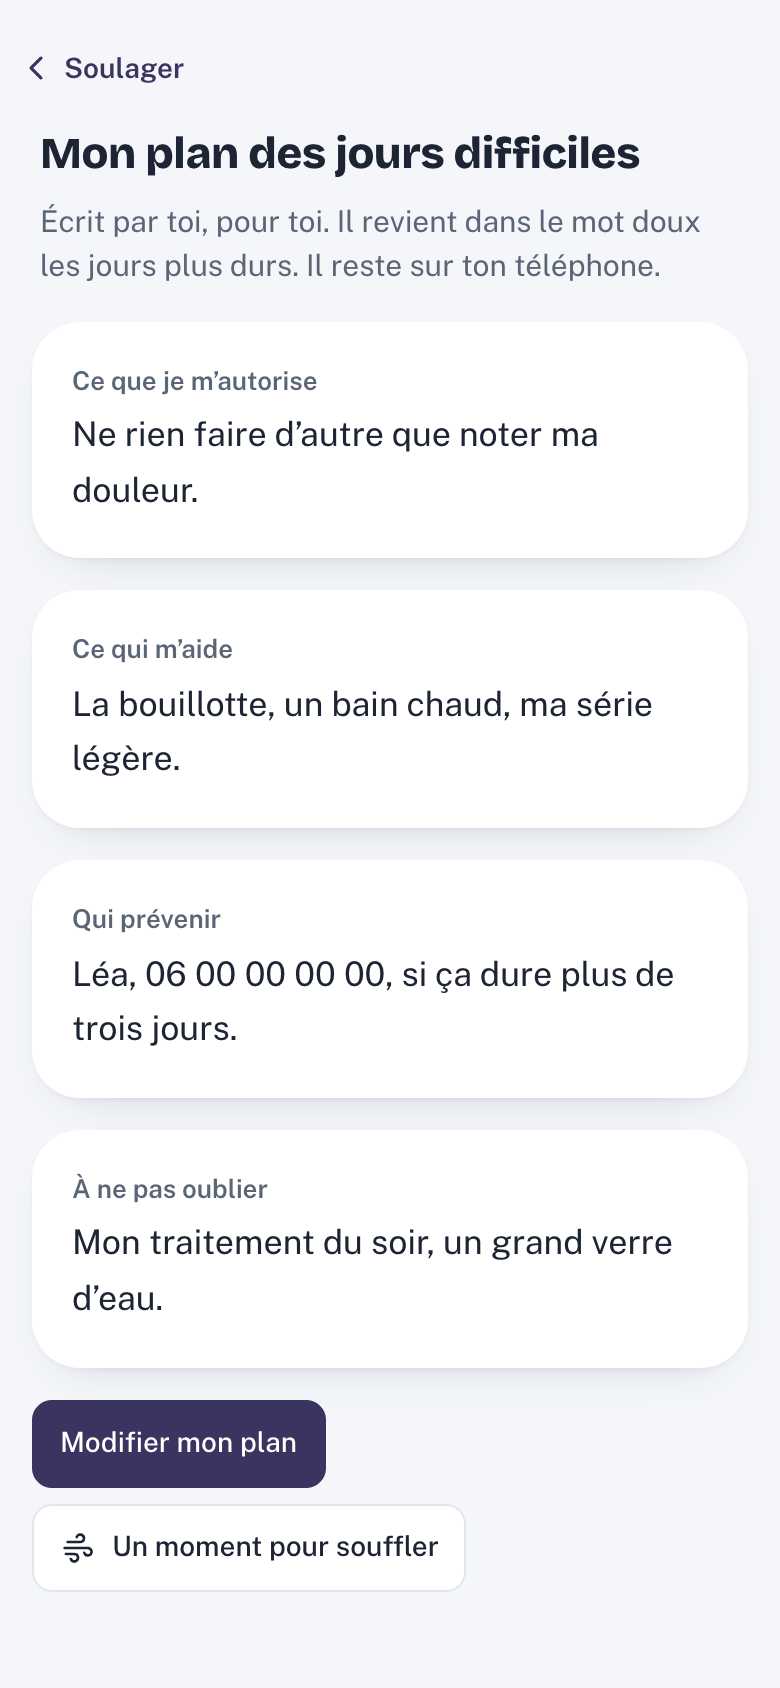 Soulager
Mon plan des jours difficiles
Écrit par toi, pour toi. Il revient dans le mot doux
les jours plus durs. Il reste sur ton téléphone.
Ce que je m’autorise
Ne rien faire d’autre que noter ma
douleur.
Ce qui m’aide
La bouillotte, un bain chaud, ma série
légère.
Qui prévenir
Léa, 06 00 00 00 00, si ça dure plus de
trois jours.
À ne pas oublier
Mon traitement du soir, un grand verre
d’eau.
Modifier mon plan
Un moment pour souffler